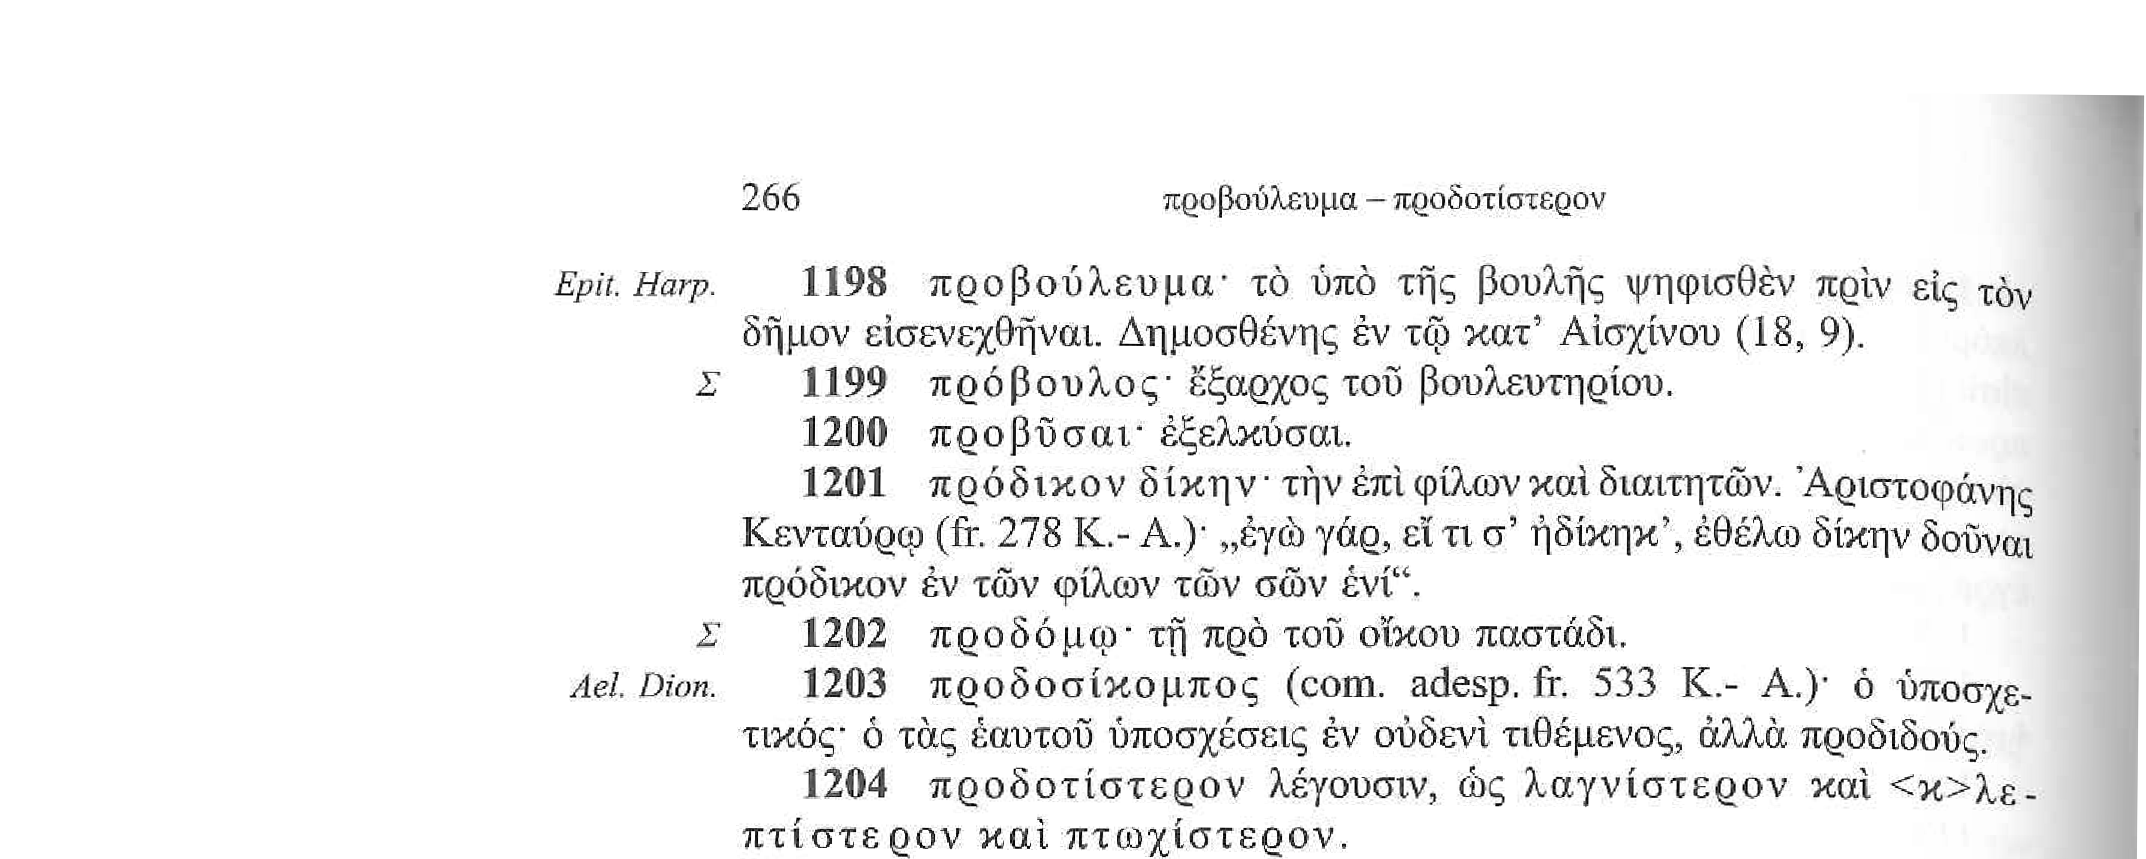 266 προβούλευμα – προδοτίστερον
Epit. Harp. 1198 προβούλευμα· τὸ ὑπὸ τῆς βουλῆς ψηφισθὲν πρὶν εἰς τὸν
δῆμον εἰσενεχθῆναι. Δημοσθένης ἐν τῷ κατ’ Αἰσχίνου (18, 9).
Σ 1199 πρόβουλος· ἔξαρχος τοῦ βουλευτηρίου.
1200 προβῦσαι· ἐξελκύσαι.
1201 πρόδικον δίκην· τὴν ἐπὶ φίλων καὶ διαιτητῶν. Ἀριστοφάνης
Κενταύρῳ (fr. 278 K.- A.)· „ἐγὼ γάρ, εἴ τι σ’ ἠδίκηκ’, ἐθέλω δίκην δοῦναι
πρόδικον ἐν τῶν φίλων τῶν σῶν ἑνί“.
Σ 1202 προδόμῳ· τῇ πρὸ τοῦ οἴκου παστάδι.
Ael. Dion. 1203 προδοσίκομπος (com. adesp. fr. 533 K.- A.)· ὁ ὑποσχε-
τικός· ὁ τὰς ἑαυτοῦ ὑποσχέσεις ἐν οὐδενὶ τιθέμενος, ἀλλὰ προδιδούς.
1204 προδοτίστερον λέγουσιν, ὡς λαγνίστερον καὶ <κ>λε-
πτίστερον καὶ πτωχίστερον.